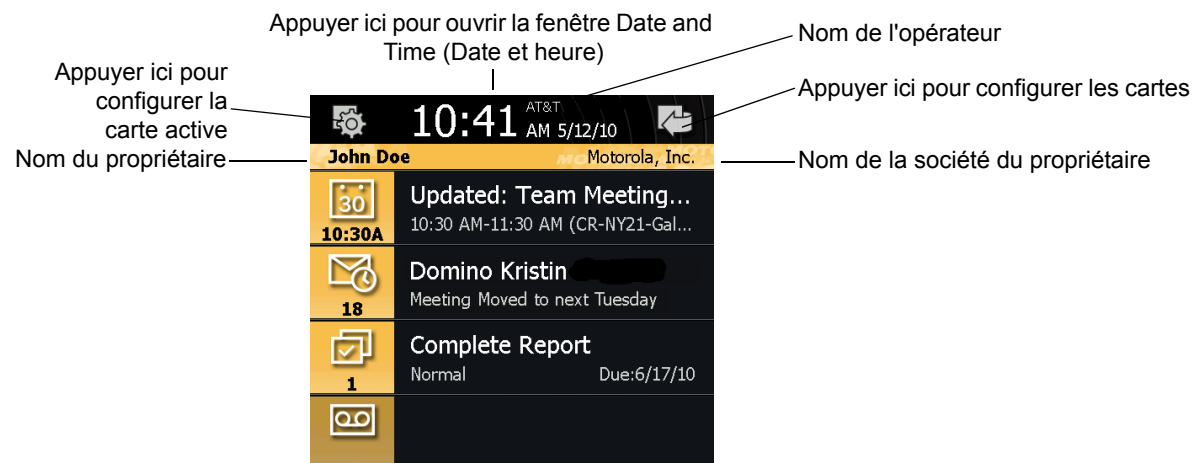 Appuyer ici pour ouvrir la fenêtre Date and
Time (Date et heure)
Nom de l'opérateur
Appuyer ici pour
configurer la
carte active
Appuyer ici pour configurer les cartes
10:41
AT&T
AM 5/12/10
Nom du propriétaire
John Doe
Motorola, Inc.
Nom de la société du propriétaire
30
10:30A
Updated: Team Meeting...
10:30 AM-11:30 AM (CR-NY21-Gal...
18
Domino Kristin
Meeting Moved to next Tuesday
1
Complete Report
Normal
Due:6/17/10